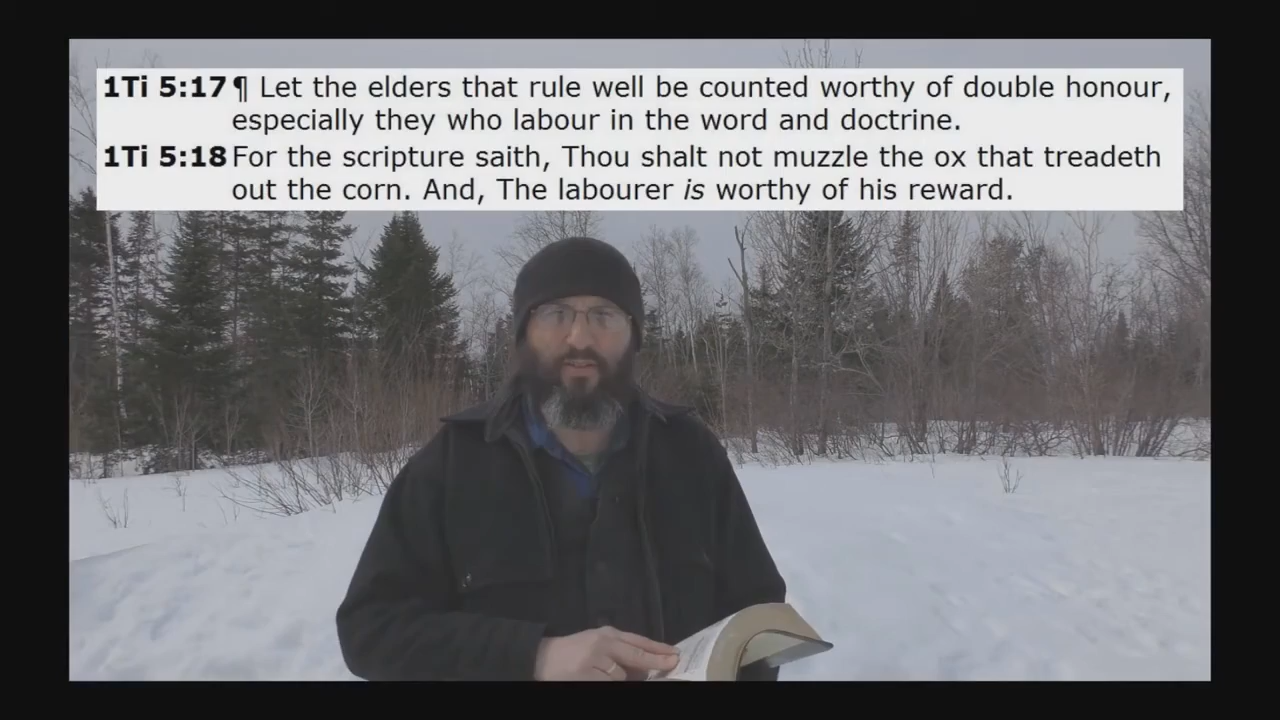 1Ti 5:17 ¶ Let the elders that rule well be counted worthy of double honour,
especially they who labour in the word and doctrine.
1Ti 5:18 For the scripture saith, Thou shalt not muzzle the ox that treadeth
out the corn. And, The labourer is worthy of his reward.